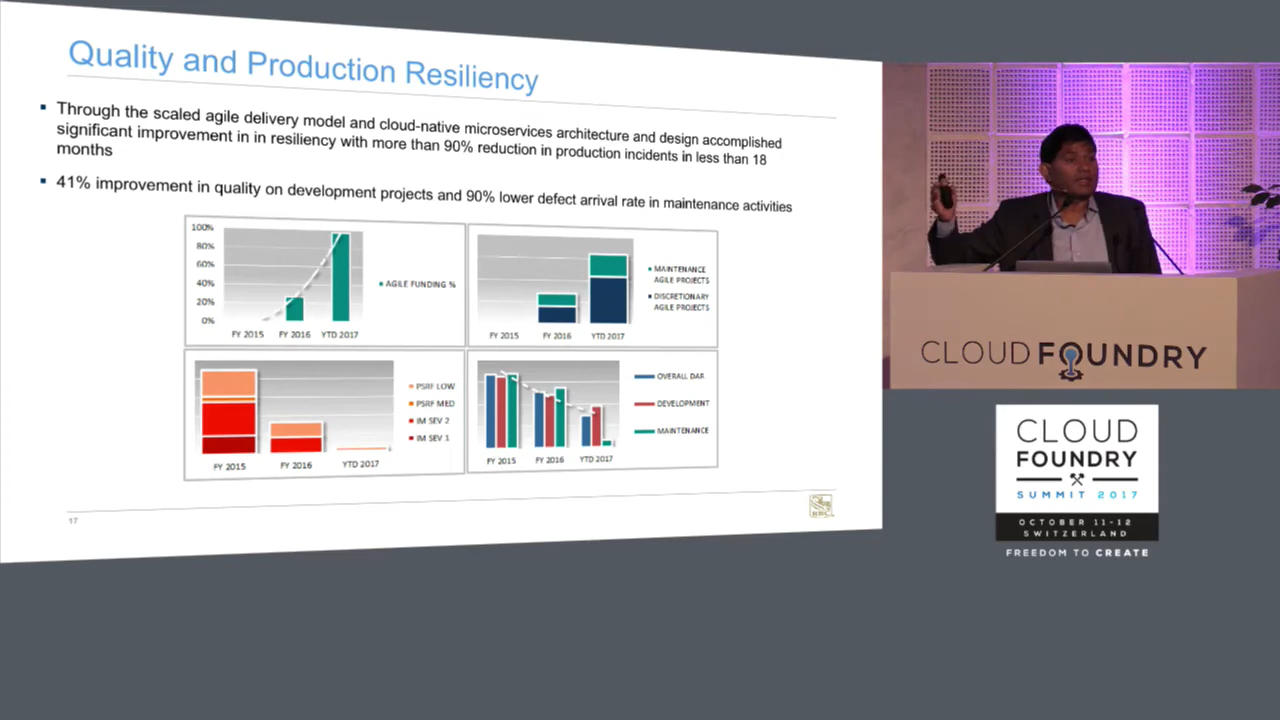 Quality and Production Resiliency
▪ Through the scaled agile delivery model and cloud-native microservices architecture and design accomplished
significant improvement in in resiliency with more than 90% reduction in production incidents in less than 18
months
▪ 41% improvement in quality on development projects and 90% lower defect arrival rate in maintenance activities
100%
80%
60%
40%
20%
0%
FY 2015 FY 2016 YTD 2017
AGILE FUNDING %
FY 2015 FY 2016 YTD 2017
MAINTENANCE
AGILE PROJECTS
DISCRETIONARY
AGILE PROJECTS
FY 2015 FY 2016 YTD 2017
PSRF LOW
PSRF MED
IM SEV 2
IM SEV 1
FY 2015 FY 2016 YTD 2017
OVERALL DAR
DEVELOPMENT
MAINTENANCE
17
RBC
CLOUD FOUNDRY
CLOUD
FOUNDRY
SUMMIT 2017
OCTOBER 11-12
SWITZERLAND
FREEDOM TO CREATE